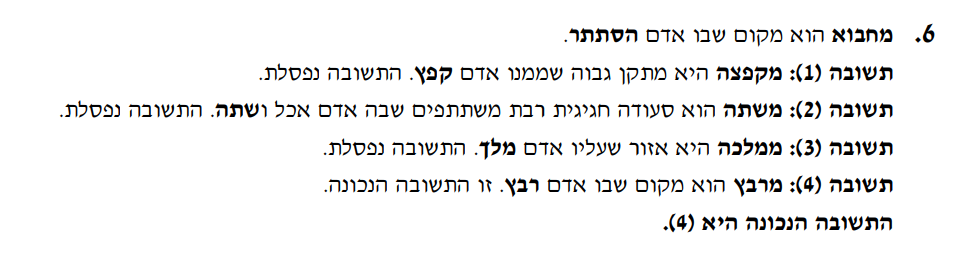 6. מחבוא הוא מקום שבו אדם הסתתר.
תשובה (1): מקפצה היא מתקן גבוה שממנו אדם קפץ. התשובה נפסלת.
תשובה (2): משתה הוא סעודה חגיגית רבת משתתפים שבה אדם אכל ושתה. התשובה נפסלת.
תשובה (3): ממלכה היא אזור שעליו אדם מלך. התשובה נפסלת.
תשובה (4): מרבץ הוא מקום שבו אדם רבץ. זו התשובה הנכונה.
התשובה הנכונה היא (4).